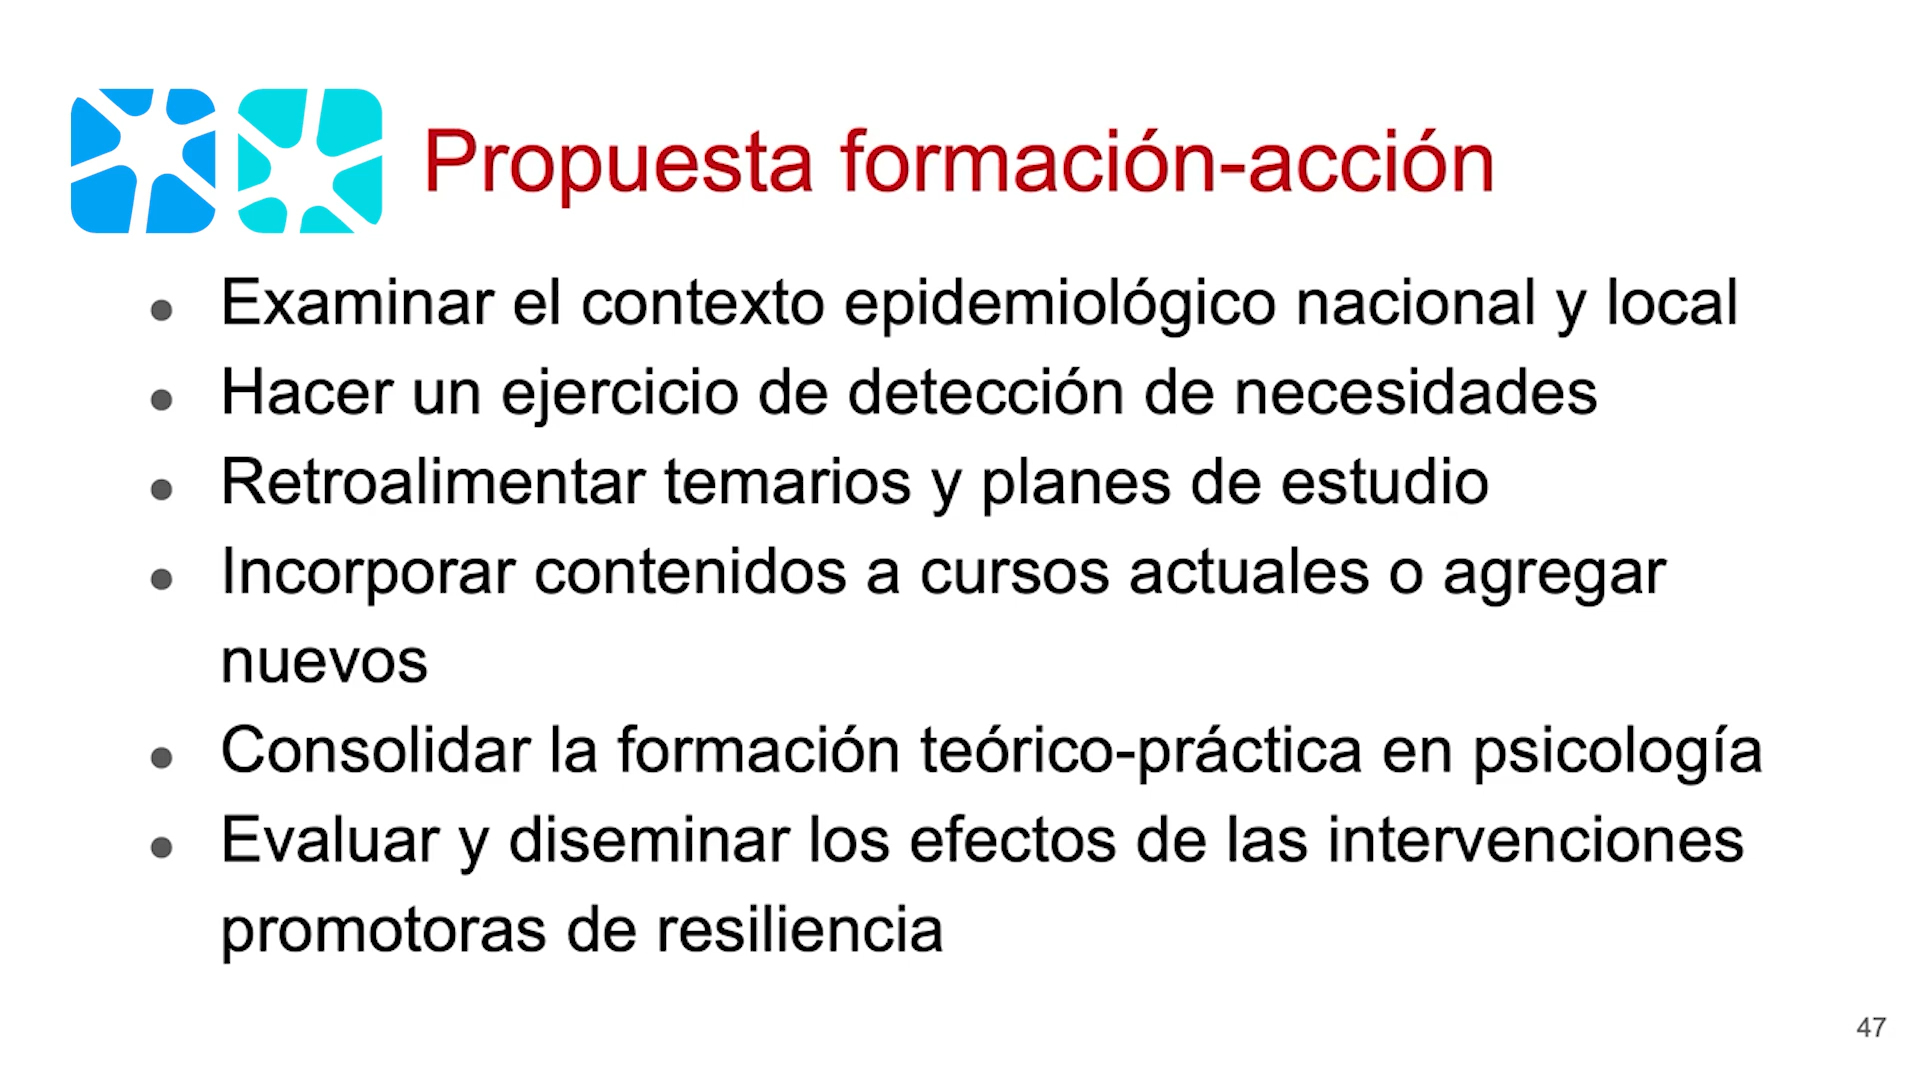 Propuesta formación-acción
● Examinar el contexto epidemiológico nacional y local
● Hacer un ejercicio de detección de necesidades
● Retroalimentar temarios y planes de estudio
● Incorporar contenidos a cursos actuales o agregar
nuevos
● Consolidar la formación teórico-práctica en psicología
● Evaluar y diseminar los efectos de las intervenciones
promotoras de resiliencia
47